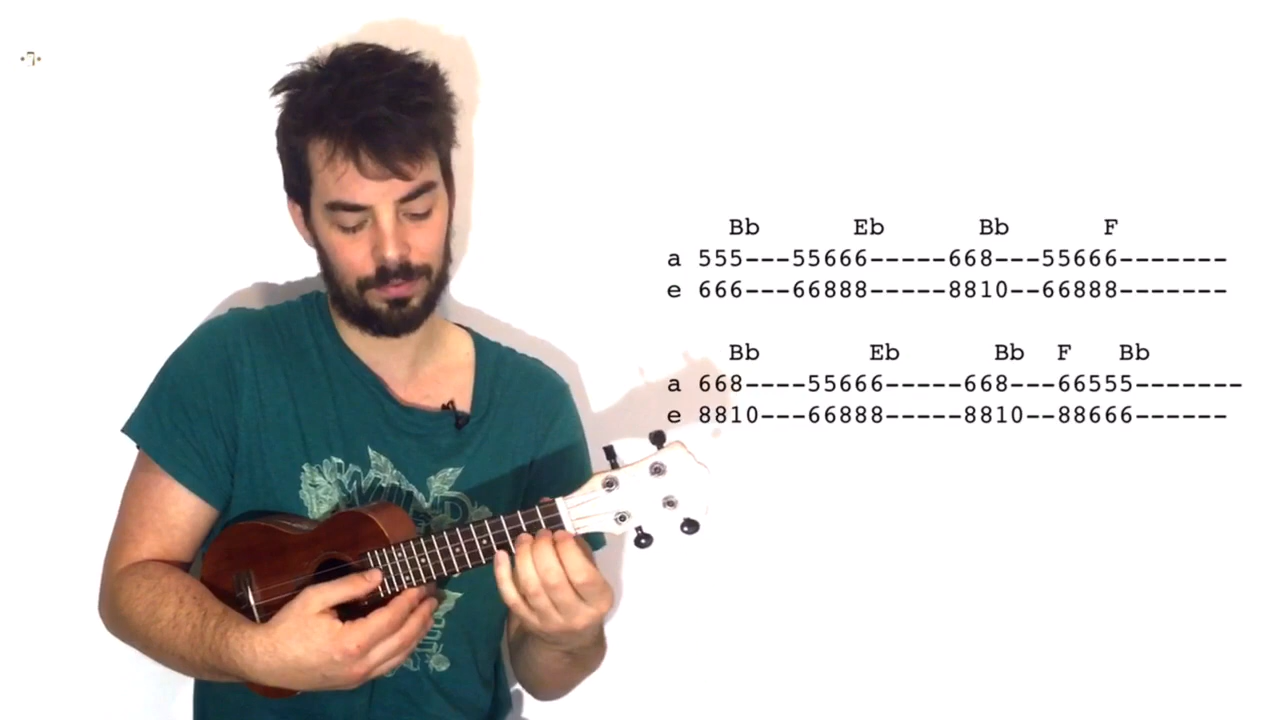 Bb Eb Bb F
a 555---55666-----668---55666-------
e 666---66888-----8810--66888-------
Bb Eb Bb F Bb
a 668----55666-----668---66555-------
e 8810---66888-----8810--88666------
WILD